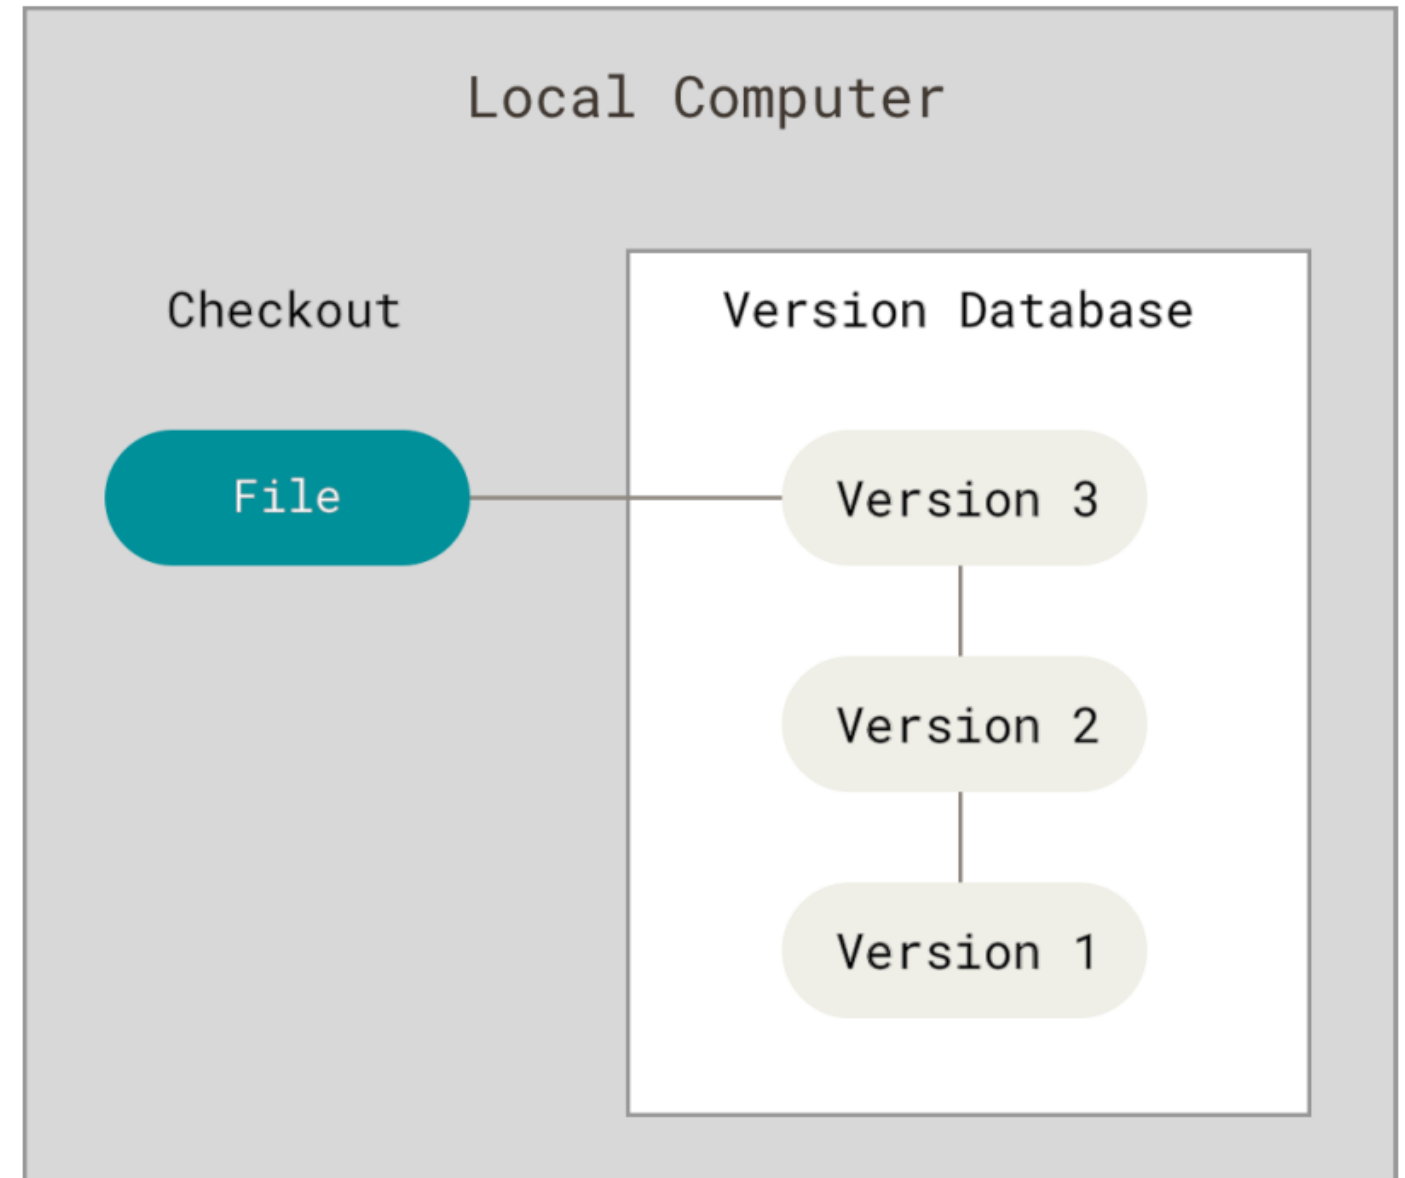 Local Computer
Checkout
Version Database
File
Version 3
Version 2
Version 1